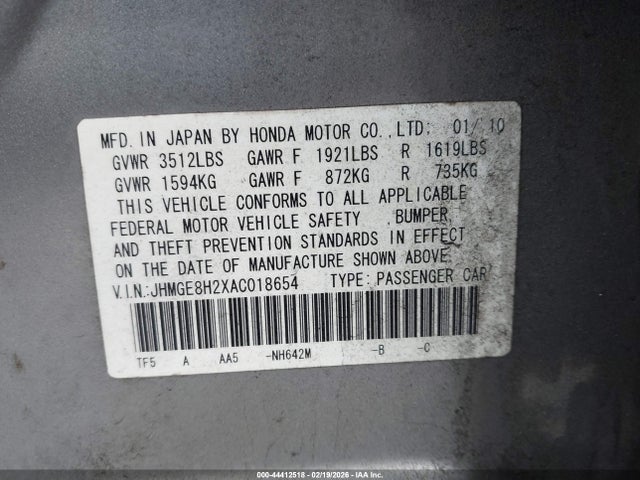 MFD. IN JAPAN BY HONDA MOTOR CO., LTD: 01/ 10
GVWR 3512LBS GAWR F 1921LBS R 1619LBS
GVWR 1594KG GAWR F 872KG R 735KG
THIS VEHICLE CONFORMS TO ALL APPLICABLE
FEDERAL MOTOR VEHICLE SAFETY , BUMPER,
AND THEFT PREVENTION STANDARDS IN EFFECT
ON THE DATE OF MANUFACTURE SHOWN ABOVE.
V.I.N:JHMGE8H2XAC018654 TYPE: PASSENGER CAR
TF5 A AA5 -NH642M -B -C
000-44412518 - 02/19/2026 - IAAI.COM